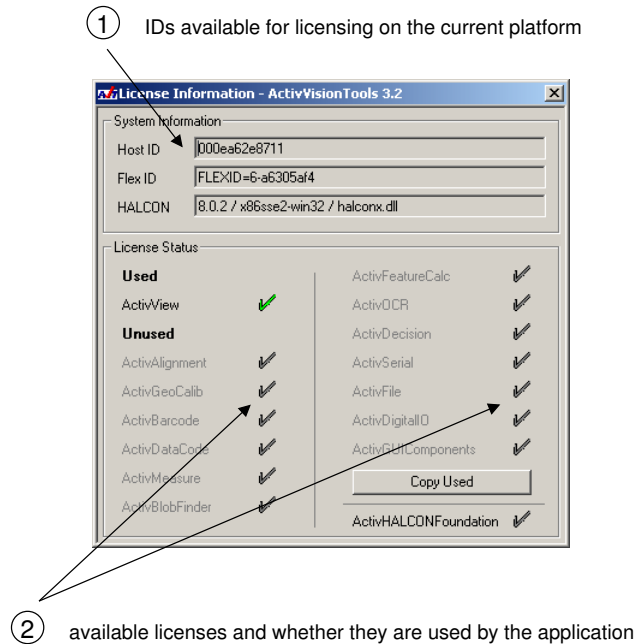 1 IDs available for licensing on the current platform
License Information - ActivVisionTools 3.2
System Information
Host ID 000ea62e8711
Flex ID FLEXID=6-a6305af4
HALCON 8.0.2 / x86sse2-win32 / halconx.dll
License Status
Used
ActivView
Unused
ActivAlignment
ActivGeoCalib
ActivBarcode
ActivDataCode
ActivMeasure
ActivBlobFinder
ActivFeatureCalc
ActivOCR
ActivDecision
ActivSerial
ActivFile
ActivDigitalIO
ActivGUIComponents
Copy Used
ActivHALCONFoundation
2 available licenses and whether they are used by the application